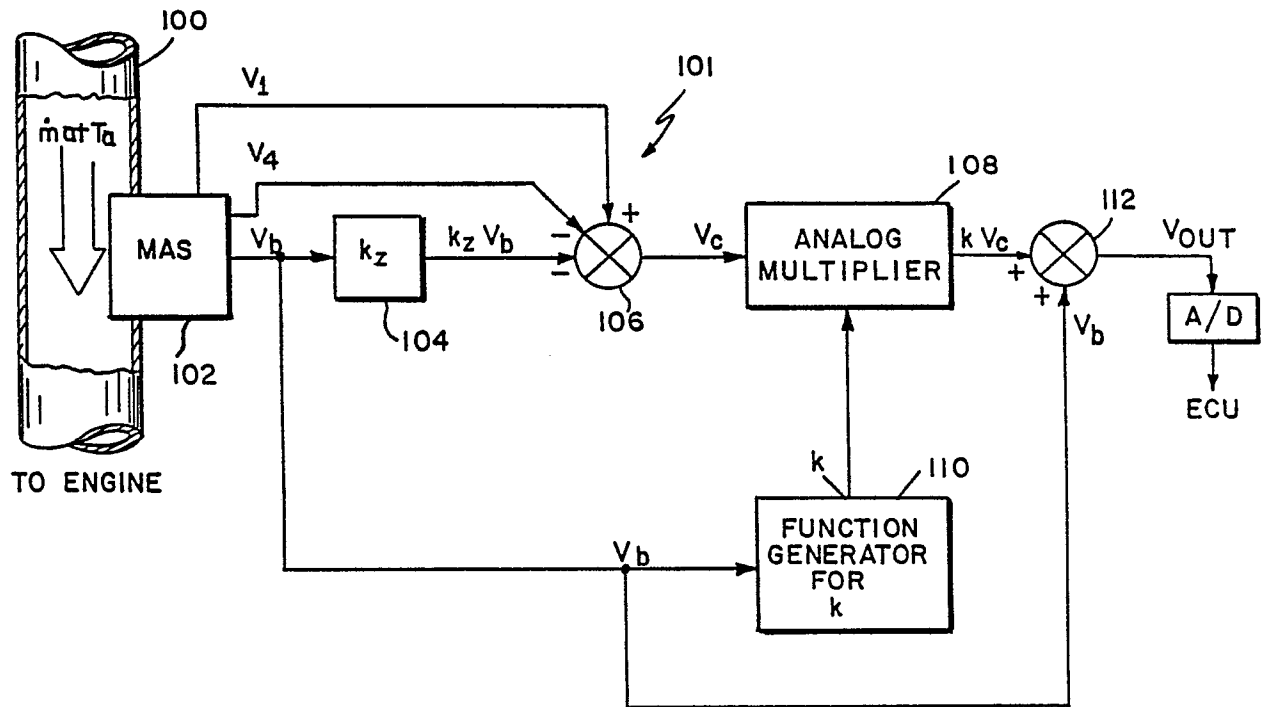 100
101
V1
ṁ at Ta
V4
108
112
MAS
Vb
kz
kz Vb
−
−
+
Vc
ANALOG
MULTIPLIER
k Vc
+
+
VOUT
Vb
A/D
102
104
106
ECU
TO ENGINE
k
110
Vb
FUNCTION
GENERATOR
FOR
k